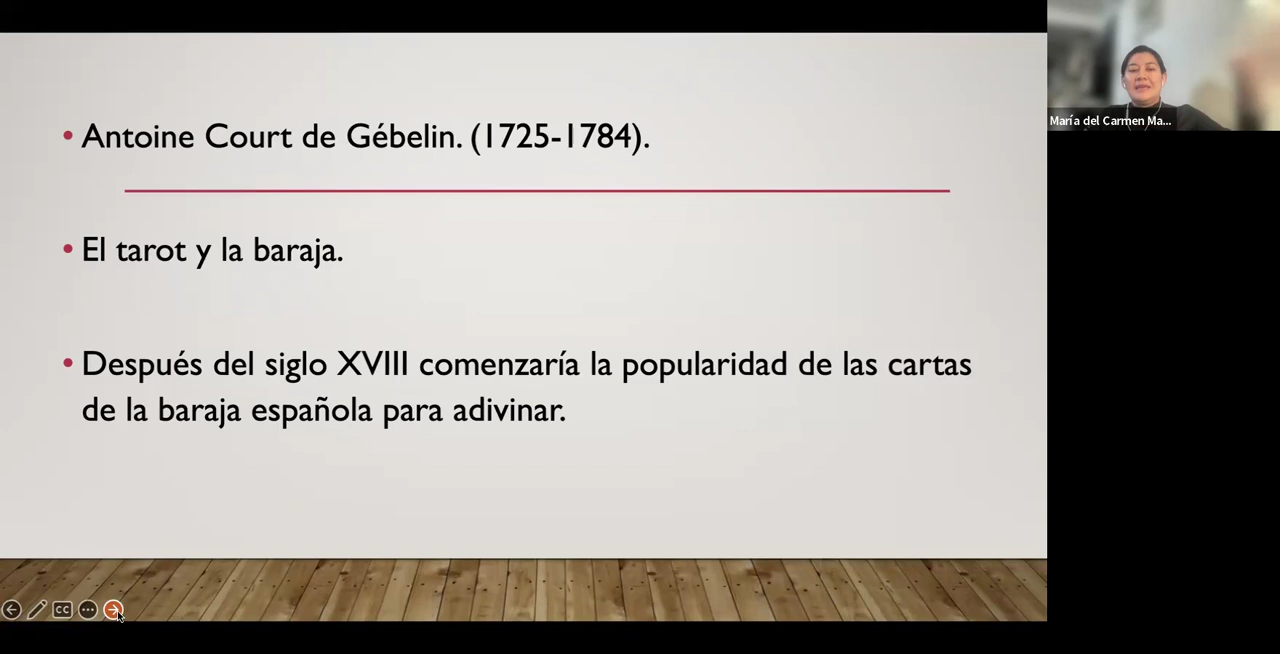 • Antoine Court de Gébelin. (1725-1784).
• El tarot y la baraja.
• Después del siglo XVIII comenzaría la popularidad de las cartas
de la baraja española para adivinar.
María del Carmen Ma...
CC